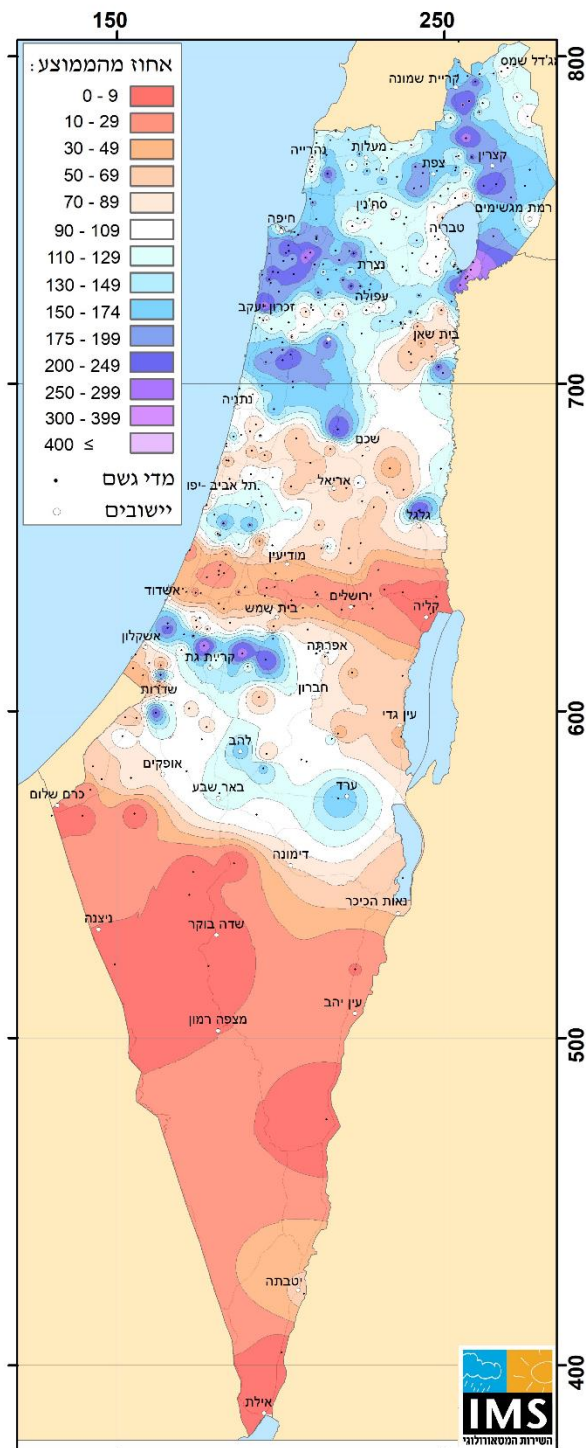 150
250
800
700
600
500
400
אחוז מהממוצע :
0 - 9
10 - 29
30 - 49
50 - 69
70 - 89
90 - 109
110 - 129
130 - 149
150 - 174
175 - 199
200 - 249
250 - 299
300 - 399
400 ≤
מדי גשם
יישובים
מג'דל שמס
קריית שמונה
מעלות
נהרייה
צפת
קצרין
סח'נין
רמת מגשימים
חיפה
טבריה
נצרת
עפולה
זכרון יעקב
בית שאן
נתניה
שכם
אריאל
תל אביב -יפו
גלגל
מודיעין
ירושלים
אשדוד
בית שמש
קליה
אשקלון
אפרתה
קרית גת
חברון
שדרות
עין גדי
להב
אופקים
ערד
באר שבע
כרם שלום
דימונה
נאות הכיכר
ניצנה
שדה בוקר
עין יהב
מצפה רמון
יטבתה
אילת
IMS
השירות המטאורולוגי